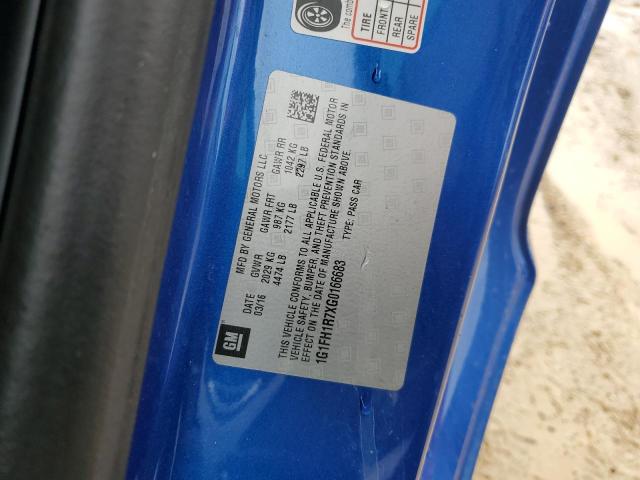 The
TIRE
FRONT
REAR
SPARE
GM
MFD BY GENERAL MOTORS LLC
DATE GVWR GAWR FRT GAWR RR
03/16 2029 KG 987 KG 1042 KG
4474 LB 2177 LB 2297 LB
THIS VEHICLE CONFORMS TO ALL APPLICABLE U.S. FEDERAL MOTOR
VEHICLE SAFETY, BUMPER, AND THEFT PREVENTION STANDARDS IN
EFFECT ON THE DATE OF MANUFACTURE SHOWN ABOVE.
1G1FH1R7XG0166683 TYPE: PASS CAR